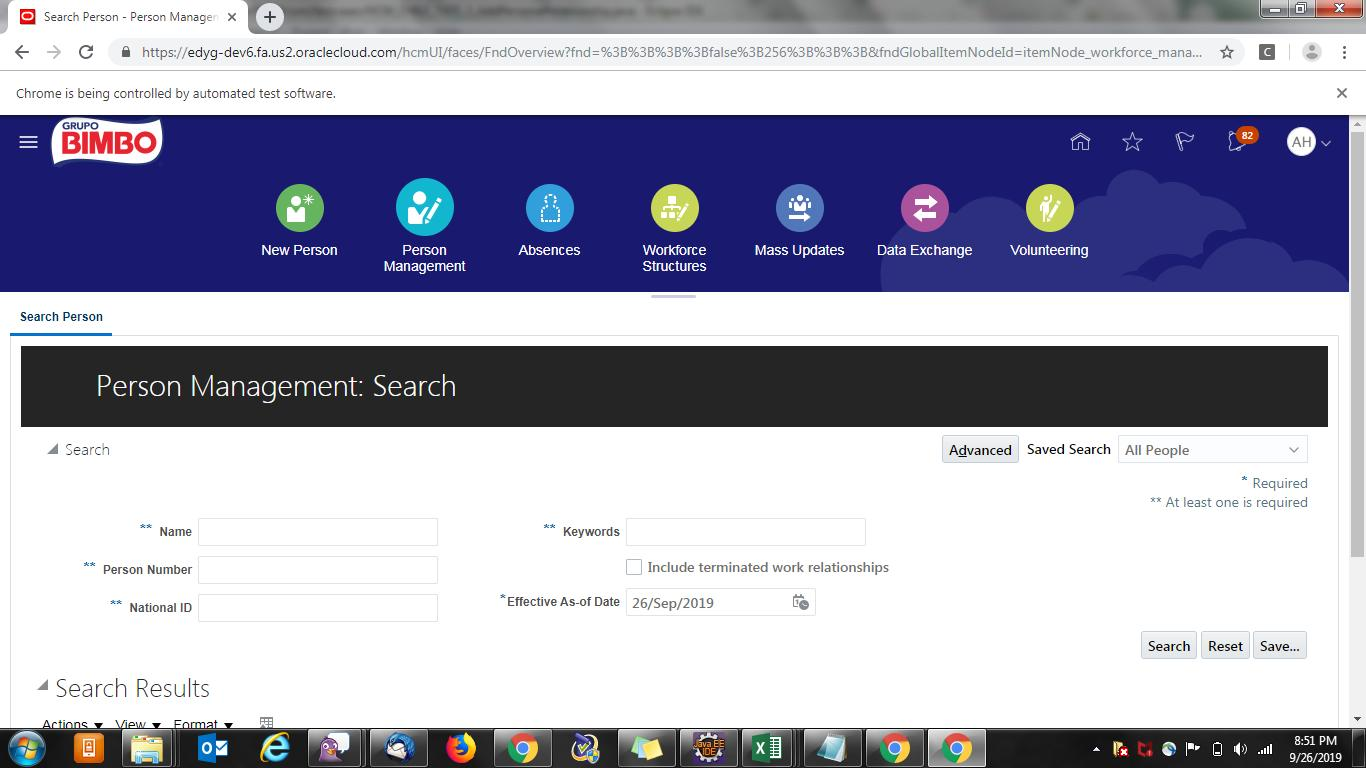 Search Person - Person Managen
https://edyg-dev6.fa.us2.oraclecloud.com/hcmUI/faces/FndOverview?fnd=%3B%3B%3B%3Bfalse%3B256%3B%3B%3B&fndGlobalItemNodeId=itemNode_workforce_mana...
C
Chrome is being controlled by automated test software.
GRUPO
BIMBO
82
AH
New Person
Person
Management
Absences
Workforce
Structures
Mass Updates
Data Exchange
Volunteering
Search Person
Person Management: Search
Search
Advanced
Saved Search
All People
* Required
** At least one is required
** Name
** Keywords
** Person Number
Include terminated work relationships
** National ID
*Effective As-of Date
26/Sep/2019
Search
Reset
Save...
Search Results
Actions
View
Format
Java EE
IDE
8:51 PM
9/26/2019